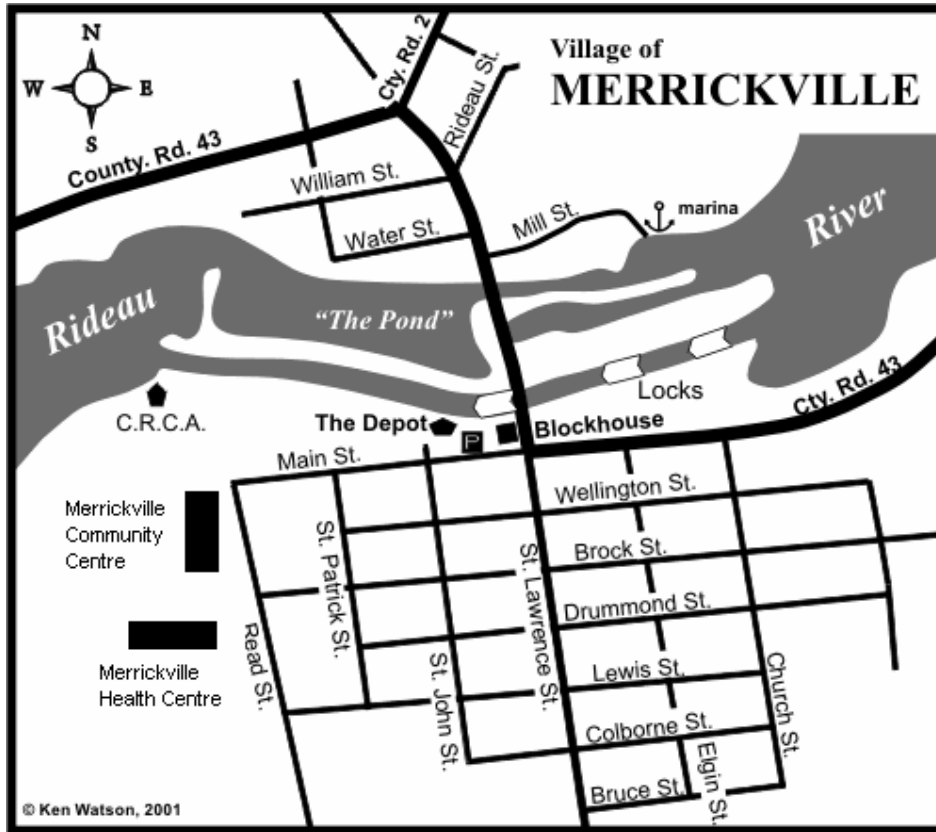 N
W E
S
Village of
MERRICKVILLE
Cty. Rd. 2
Rideau St.
County. Rd. 43
William St.
Water St.
Mill St.
marina
River
Rideau
"The Pond"
Locks
Cty. Rd. 43
C.R.C.A.
The Depot
P
Blockhouse
Main St.
Wellington St.
Merrickville
Community
Centre
St. Patrick St.
Brock St.
St. Lawrence St.
Drummond St.
Read St.
Merrickville
Health Centre
St. John St.
Lewis St.
Church St.
Colborne St.
Elgin St.
Bruce St.
© Ken Watson, 2001